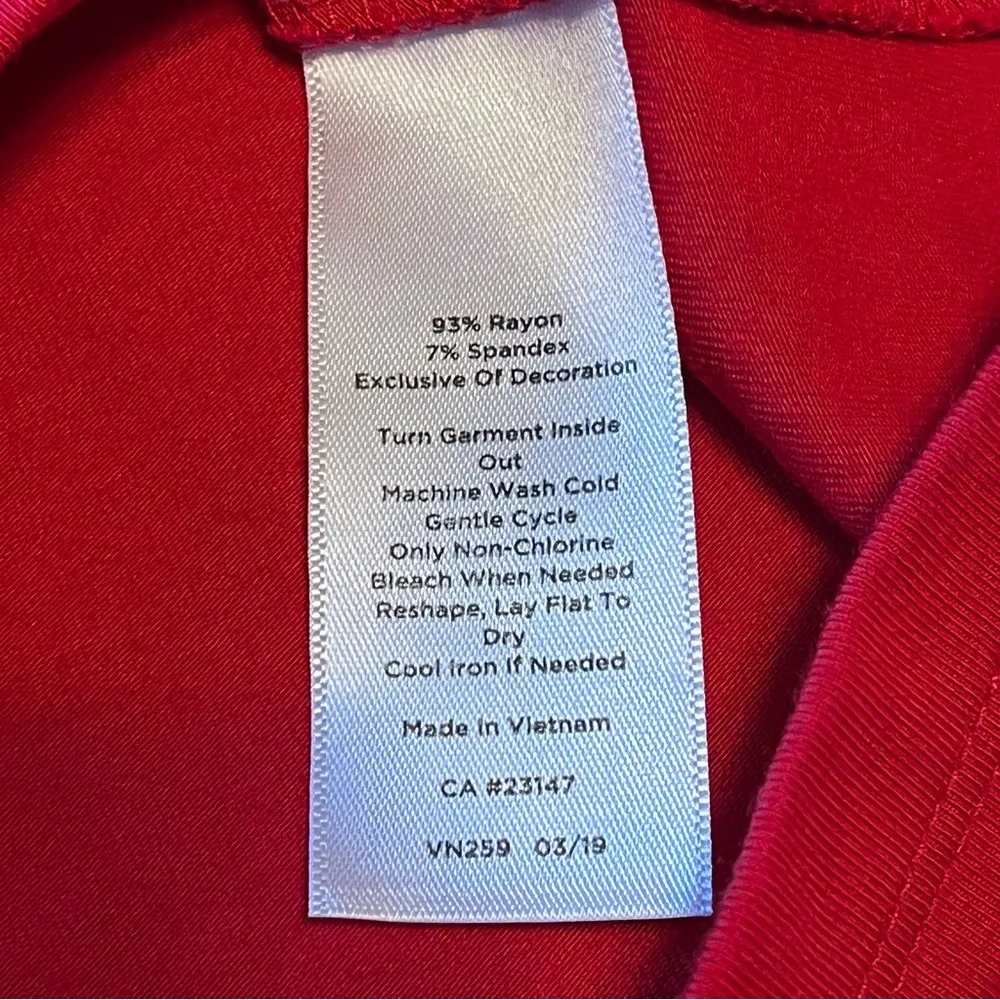 93% Rayon
7% Spandex
Exclusive Of Decoration
Turn Garment Inside
Out
Machine Wash Cold
Gentle Cycle
Only Non-Chlorine
Bleach When Needed
Reshape, Lay Flat To
Dry
Cool Iron If Needed
Made In Vietnam
CA #23147
VN259 03/19